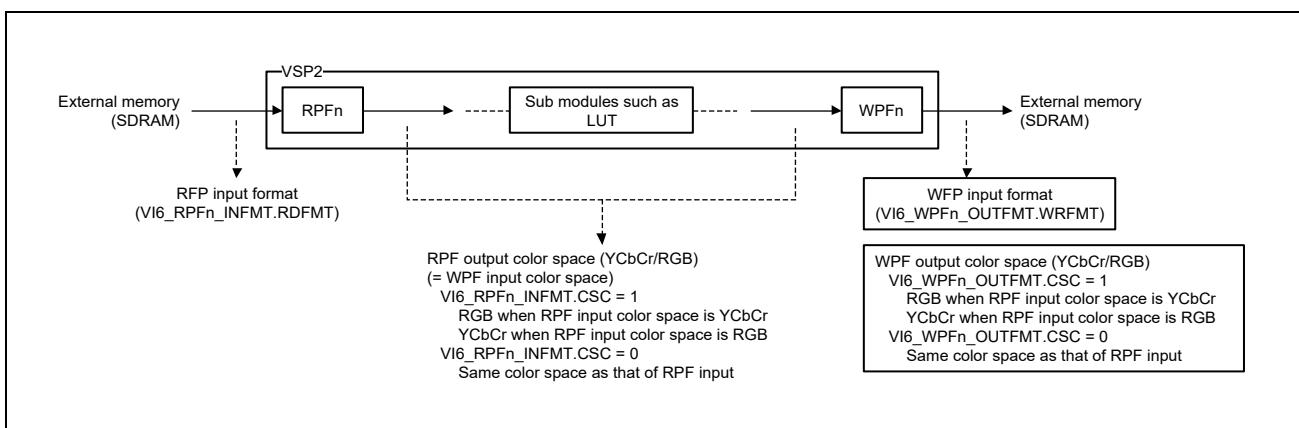 VSP2
External memory
(SDRAM)
RPFn
Sub modules such as
LUT
WPFn
External memory
(SDRAM)
RFP input format
(VI6_RPFn_INFMT.RDFMT)
WFP input format
(VI6_WPFn_OUTFMT.WRFMT)
RPF output color space (YCbCr/RGB)
(= WPF input color space)
VI6_RPFn_INFMT.CSC = 1
RGB when RPF input color space is YCbCr
YCbCr when RPF input color space is RGB
VI6_RPFn_INFMT.CSC = 0
Same color space as that of RPF input
WPF output color space (YCbCr/RGB)
VI6_WPFn_OUTFMT.CSC = 1
RGB when RPF input color space is YCbCr
YCbCr when RPF input color space is RGB
VI6_WPFn_OUTFMT.CSC = 0
Same color space as that of RPF input